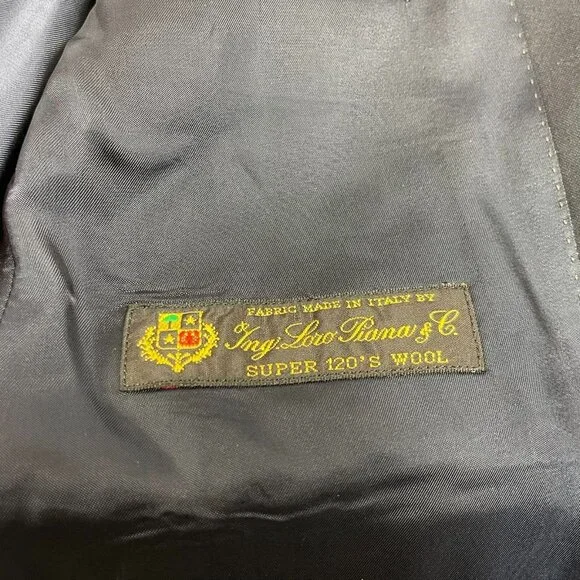 FABRIC MADE IN ITALY BY
Ing. Loro Piana & C.
SUPER 120'S WOOL